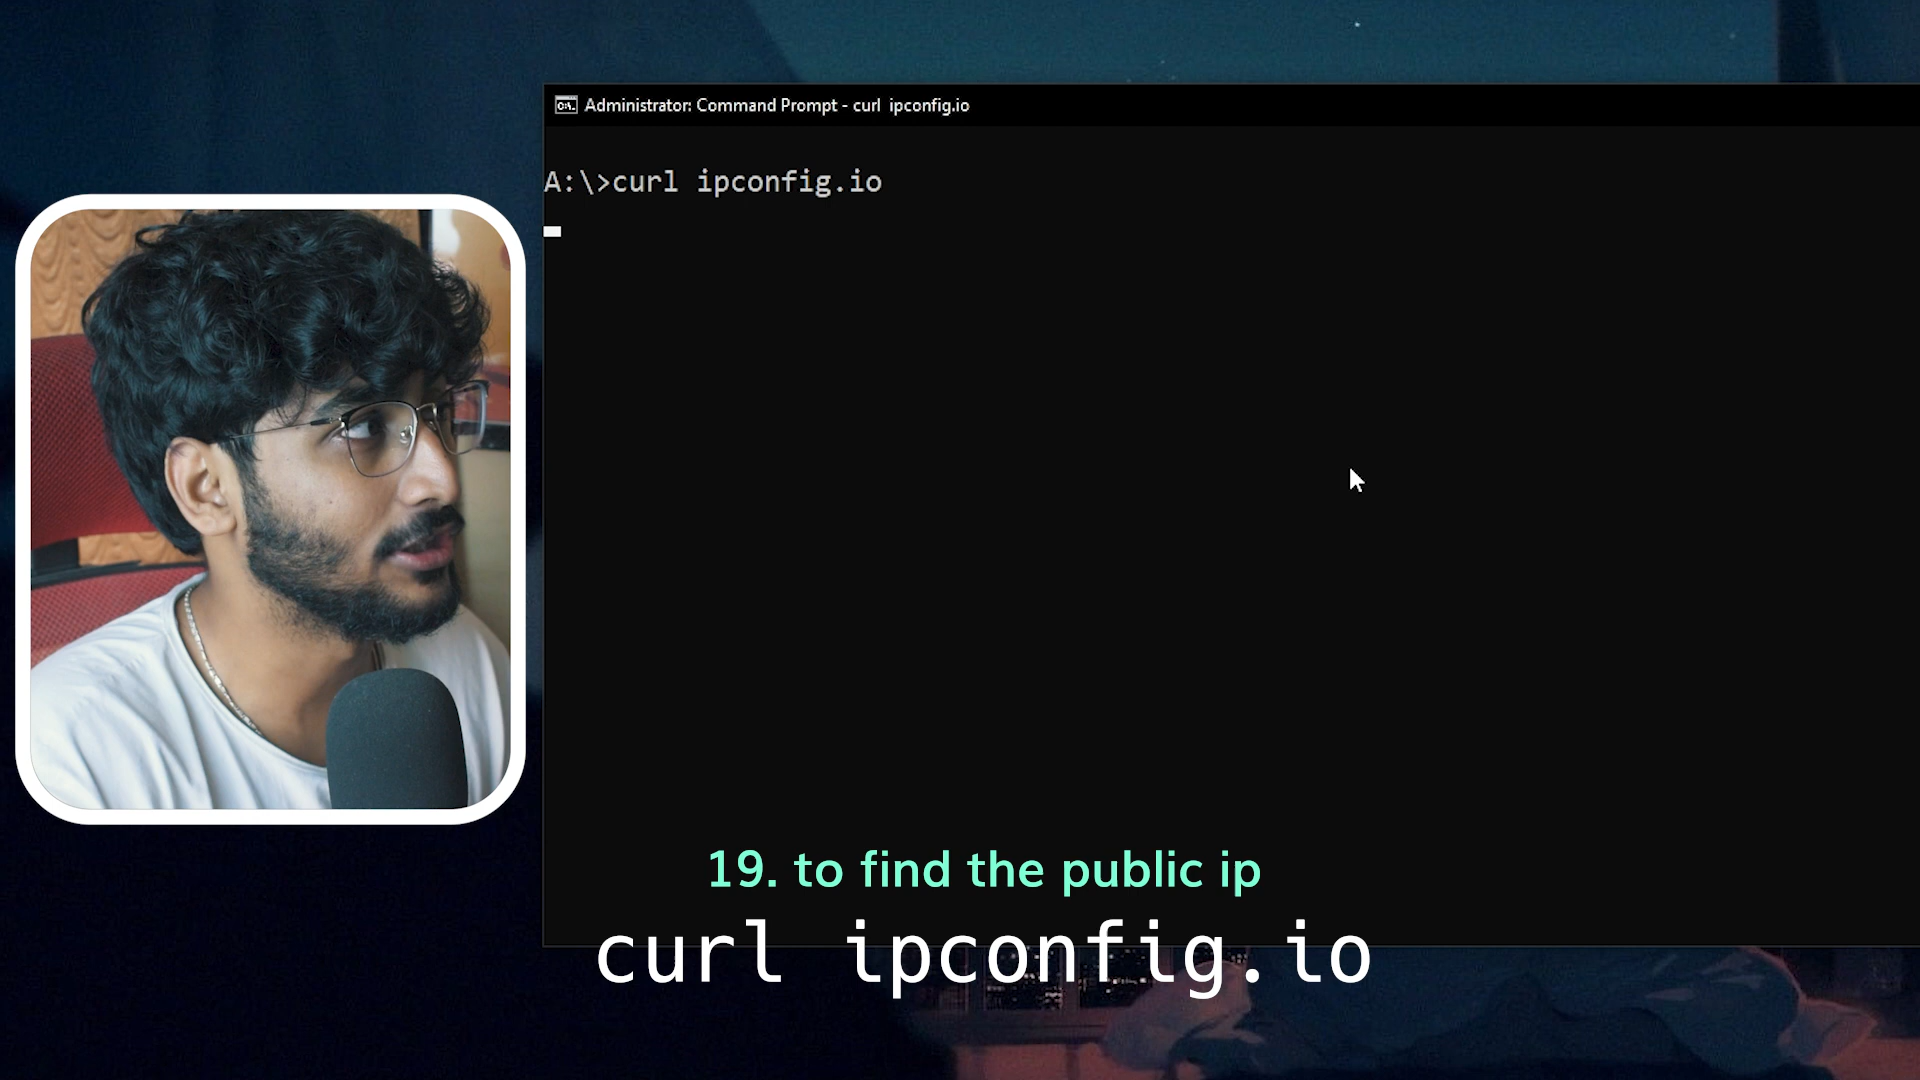 Administrator: Command Prompt - curl  ipconfig.io
A:\>curl ipconfig.io
19. to find the public ip
curl ipconfig.io